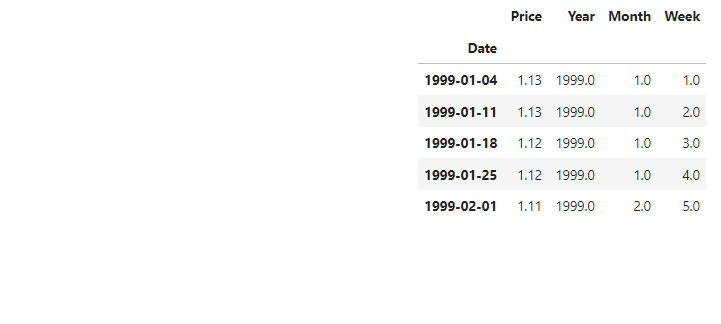 Price Year Month Week
Date
1999-01-04 1.13 1999.0 1.0 1.0
1999-01-11 1.13 1999.0 1.0 2.0
1999-01-18 1.12 1999.0 1.0 3.0
1999-01-25 1.12 1999.0 1.0 4.0
1999-02-01 1.11 1999.0 2.0 5.0